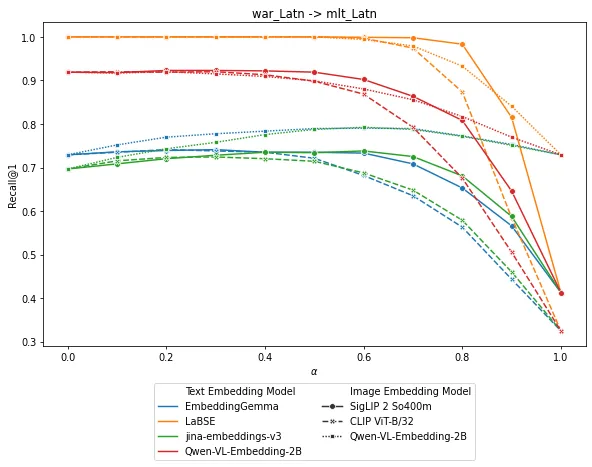 war_Latn -> mlt_Latn
Recall@1
1.0
0.9
0.8
0.7
0.6
0.5
0.4
0.3
0.0 0.2 0.4 0.6 0.8 1.0
α
Text Embedding Model Image Embedding Model
EmbeddingGemma SigLIP 2 So400m
LaBSE CLIP ViT-B/32
jina-embeddings-v3 Qwen-VL-Embedding-2B
Qwen-VL-Embedding-2B